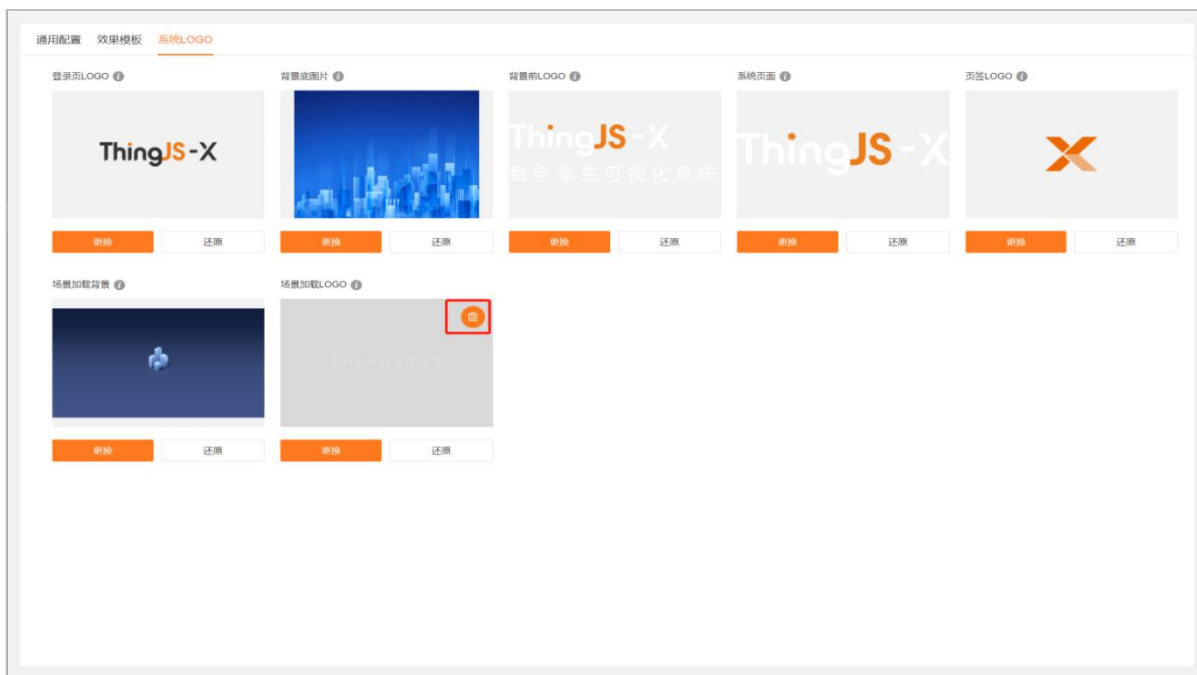 通用配置 效果模板 系统LOGO
登录页LOGO 背景底图片 背景前LOGO 系统页面 页签LOGO
ThingJS-X
ThingJS-X
数字孪生可视化系统
ThingJS-X
更换 还原 更换 还原 更换 还原 更换 还原 更换 还原
场景加载背景 场景加载LOGO
ThingJS-X
更换 还原 更换 还原